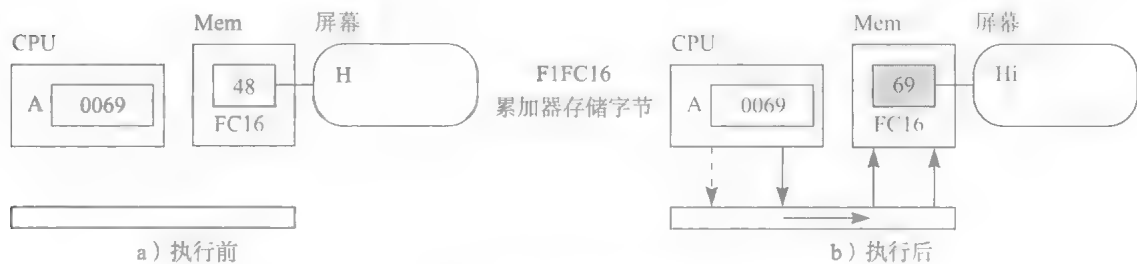 CPU
Mem
屏幕
A
0069
48
FC16
H
a）执行前
F1FC16
累加器存储字节
CPU
Mem
屏幕
A
0069
69
FC16
Hi
b）执行后